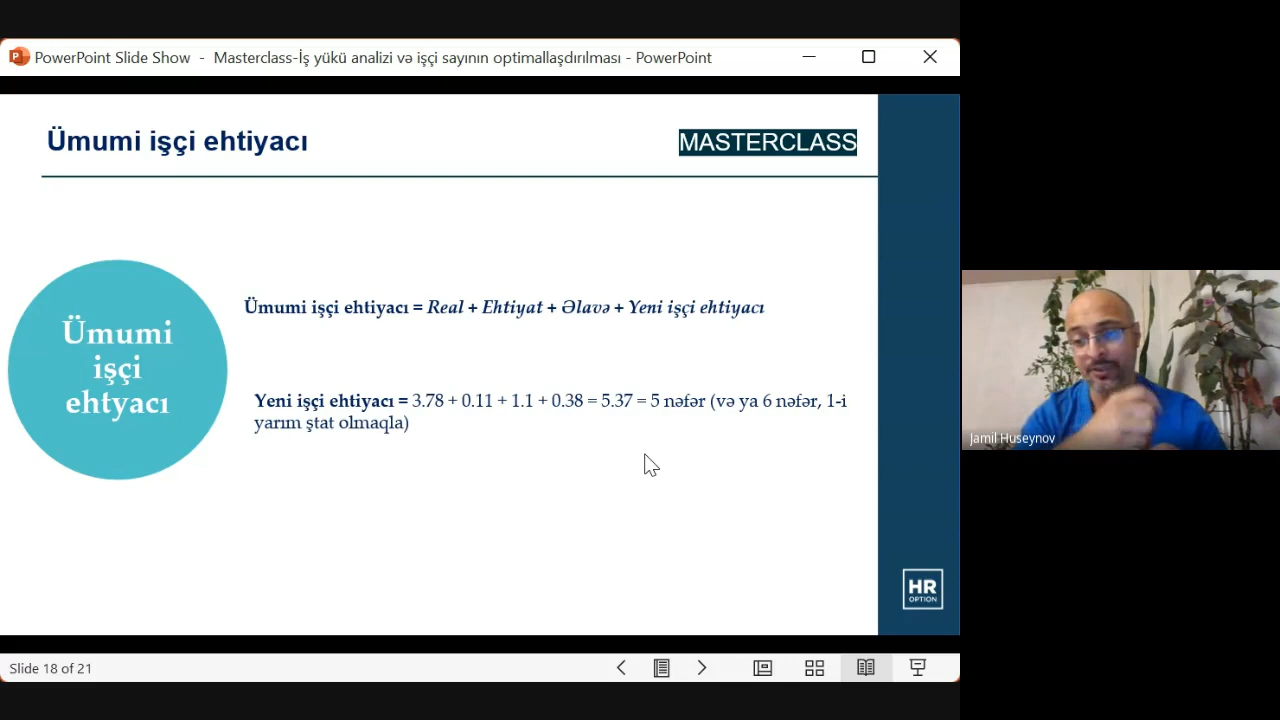 PowerPoint Slide Show - Masterclass-İş yükü analizi və işçi sayının optimallaşdırılması - PowerPoint
Ümumi işçi ehtiyacı
MASTERCLASS
Ümumi
işçi
ehtyacı
Ümumi işçi ehtiyacı = Real + Ehtiyat + Əlavə + Yeni işçi ehtiyacı
Yeni işçi ehtiyacı = 3.78 + 0.11 + 1.1 + 0.38 = 5.37 = 5 nəfər (və ya 6 nəfər, 1-i
yarım ştat olmaqla)
Jamil Huseynov
HR
OPTION
Slide 18 of 21